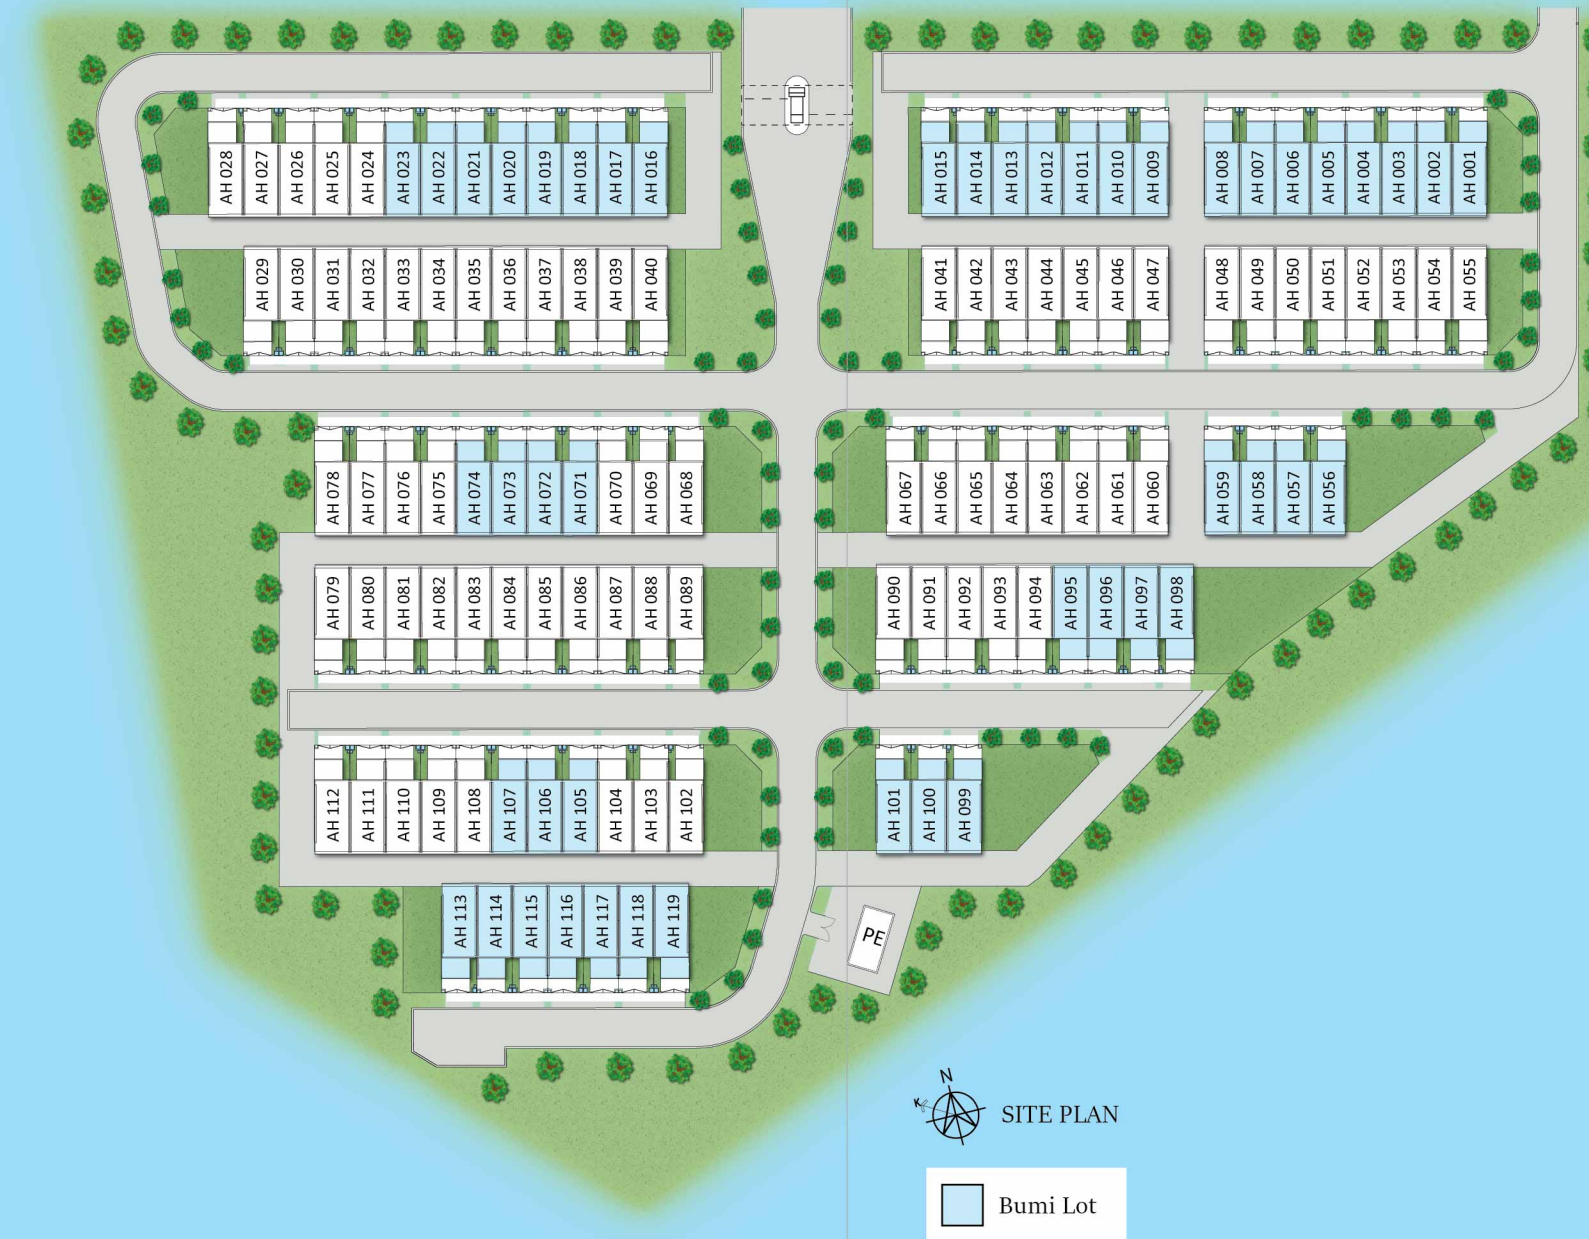 AH 028 AH 027 AH 026 AH 025 AH 024 AH 023 AH 022 AH 021 AH 020 AH 019 AH 018 AH 017 AH 016 AH 015 AH 014 AH 013 AH 012 AH 011 AH 010 AH 009 AH 008 AH 007 AH 006 AH 005 AH 004 AH 003 AH 002 AH 001
AH 029 AH 030 AH 031 AH 032 AH 033 AH 034 AH 035 AH 036 AH 037 AH 038 AH 039 AH 040 AH 041 AH 042 AH 043 AH 044 AH 045 AH 046 AH 047 AH 048 AH 049 AH 050 AH 051 AH 052 AH 053 AH 054 AH 055
AH 078 AH 077 AH 076 AH 075 AH 074 AH 073 AH 072 AH 071 AH 070 AH 069 AH 068 AH 067 AH 066 AH 065 AH 064 AH 063 AH 062 AH 061 AH 060 AH 059 AH 058 AH 057 AH 056
AH 079 AH 080 AH 081 AH 082 AH 083 AH 084 AH 085 AH 086 AH 087 AH 088 AH 089 AH 090 AH 091 AH 092 AH 093 AH 094 AH 095 AH 096 AH 097 AH 098
AH 112 AH 111 AH 110 AH 109 AH 108 AH 107 AH 106 AH 105 AH 104 AH 103 AH 102 AH 101 AH 100 AH 099
AH 113 AH 114 AH 115 AH 116 AH 117 AH 118 AH 119
PE
N
K
SITE PLAN
Bumi Lot